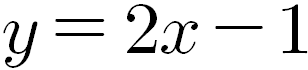 y = 2x − 1